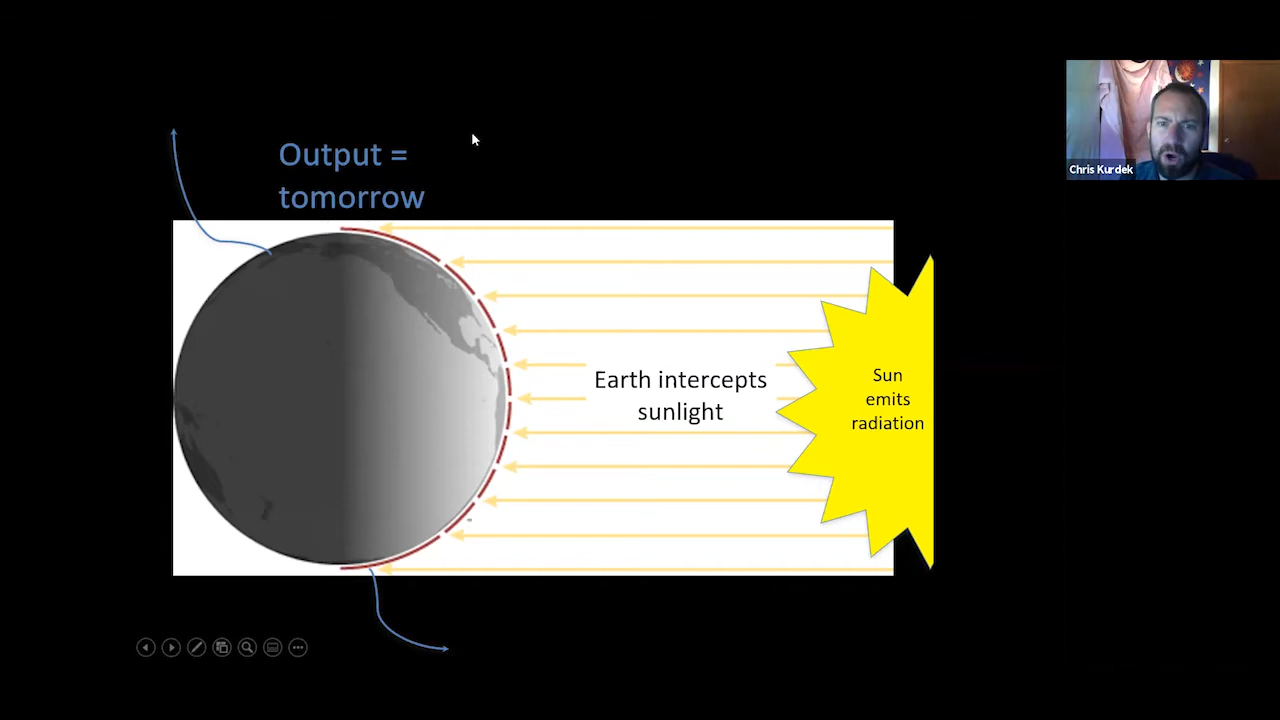 Output =
tomorrow
Chris Kurdek
Earth intercepts
sunlight
Sun
emits
radiation